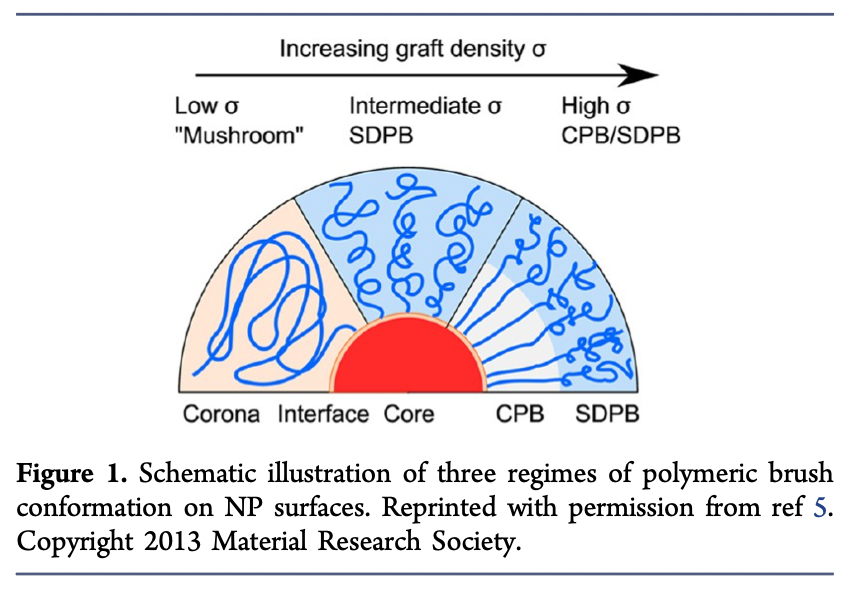 Increasing graft density σ
Low σ Intermediate σ High σ
"Mushroom" SDPB CPB/SDPB
Corona Interface Core CPB SDPB
Figure 1. Schematic illustration of three regimes of polymeric brush
conformation on NP surfaces. Reprinted with permission from ref 5.
Copyright 2013 Material Research Society.